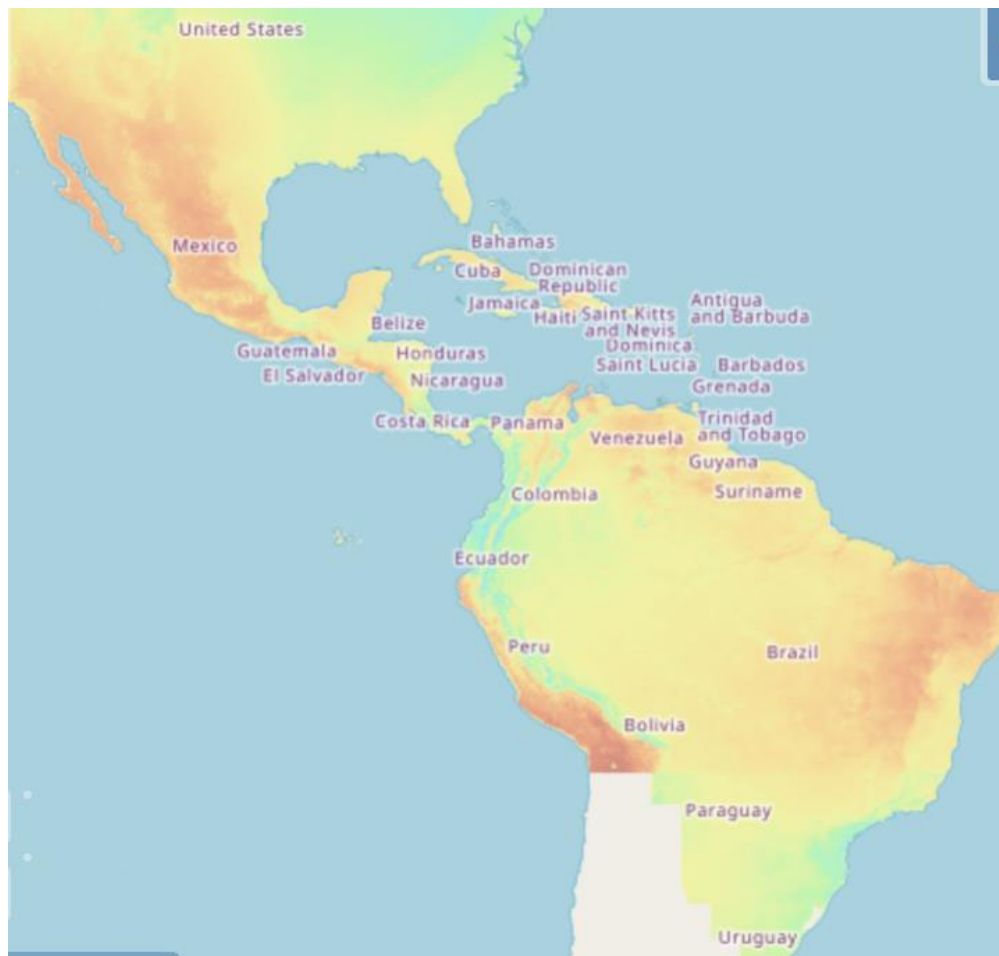 United States
Mexico
Bahamas
Cuba
Dominican
Republic
Jamaica
Haiti
Saint Kitts
and Nevis
Antigua
and Barbuda
Dominica
Belize
Guatemala
Honduras
El Salvador
Nicaragua
Saint Lucia
Barbados
Grenada
Costa Rica
Panama
Trinidad
and Tobago
Venezuela
Guyana
Colombia
Suriname
Ecuador
Peru
Brazil
Bolivia
Paraguay
Uruguay